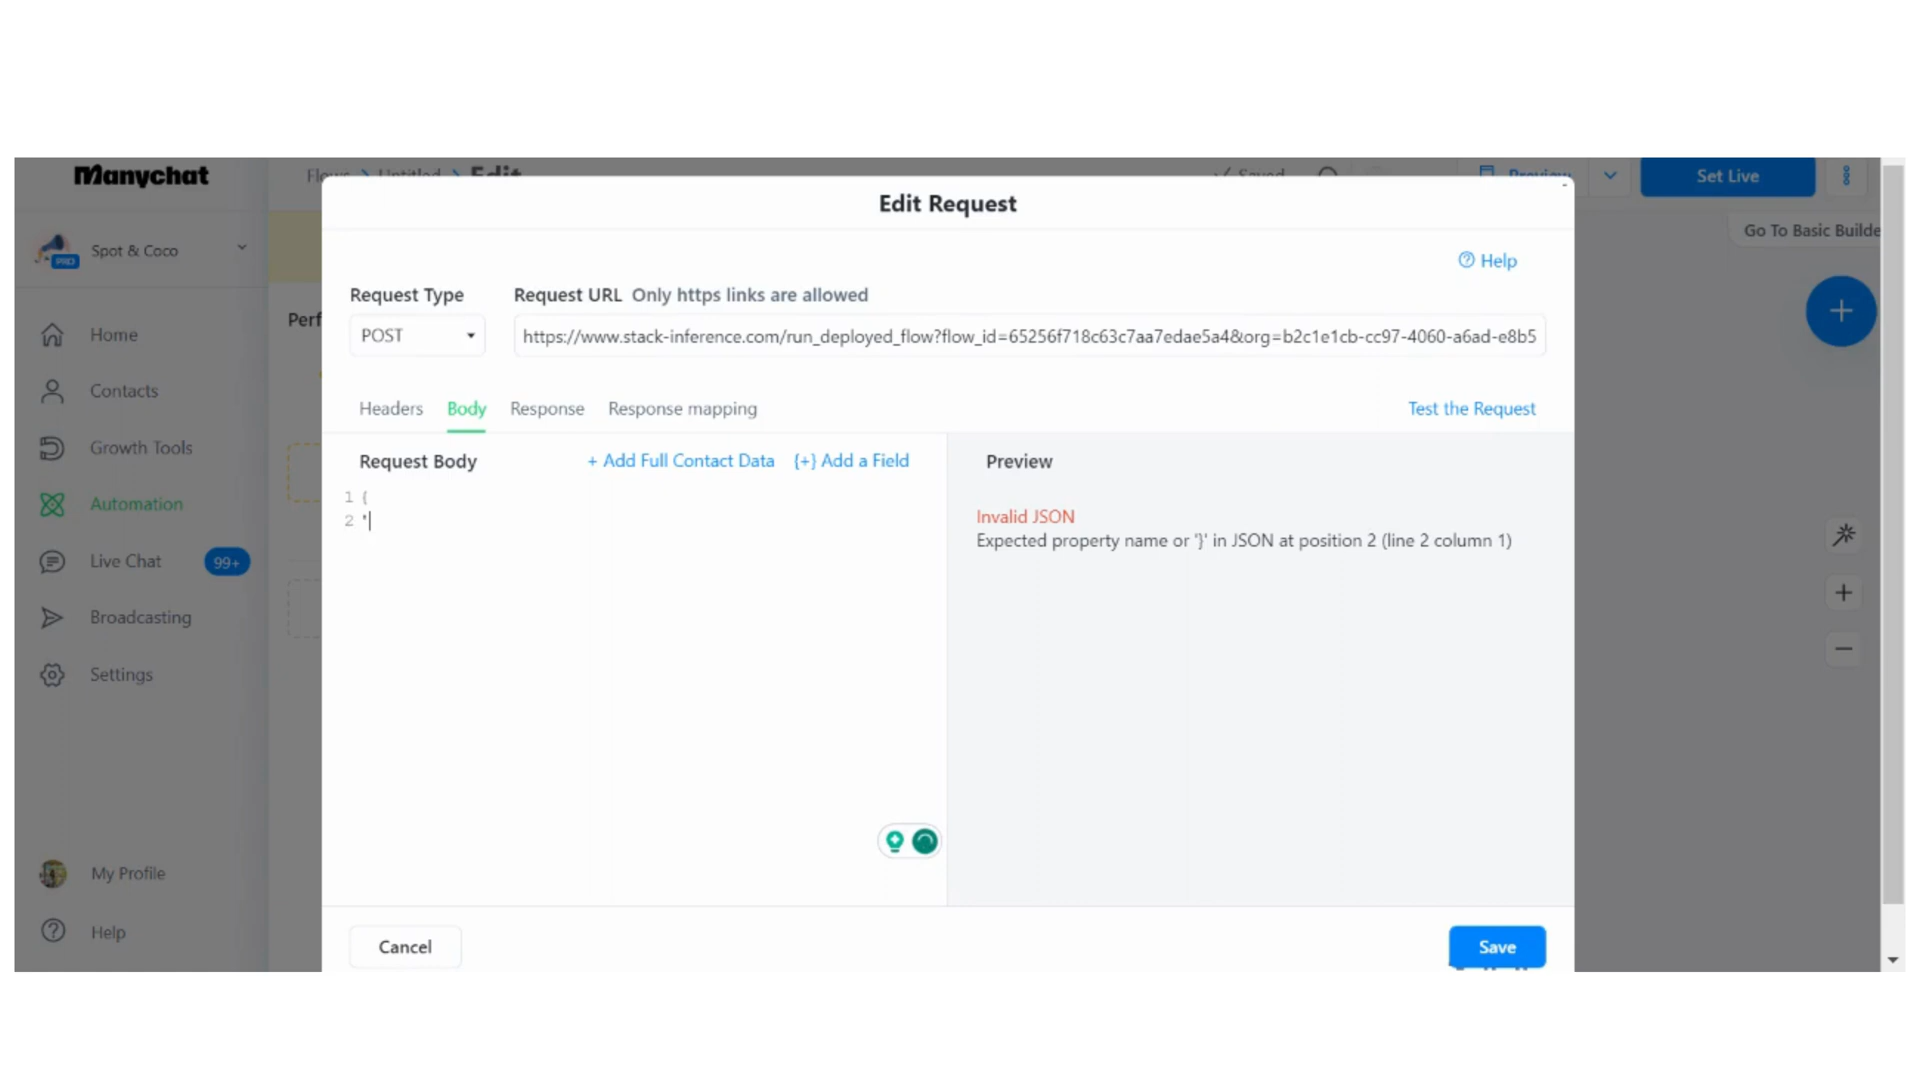 Manychat
Edit
Saved
Preview
Set Live
Edit Request
Spot & Coco
PRO
Go To Basic Builde
Help
Request Type
Request URL Only https links are allowed
Home
Perf
POST
https://www.stack-inference.com/run_deployed_flow?flow_id=65256f718c63c7aa7edae5a4&org=b2c1e1cb-cc97-4060-a6ad-e8b5
Contacts
Headers
Body
Response
Response mapping
Test the Request
Growth Tools
Request Body
+ Add Full Contact Data
{+} Add a Field
Preview
1 {
Automation
2 '
Invalid JSON
Expected property name or '}' in JSON at position 2 (line 2 column 1)
Live Chat
99+
Broadcasting
Settings
My Profile
Help
Cancel
Save